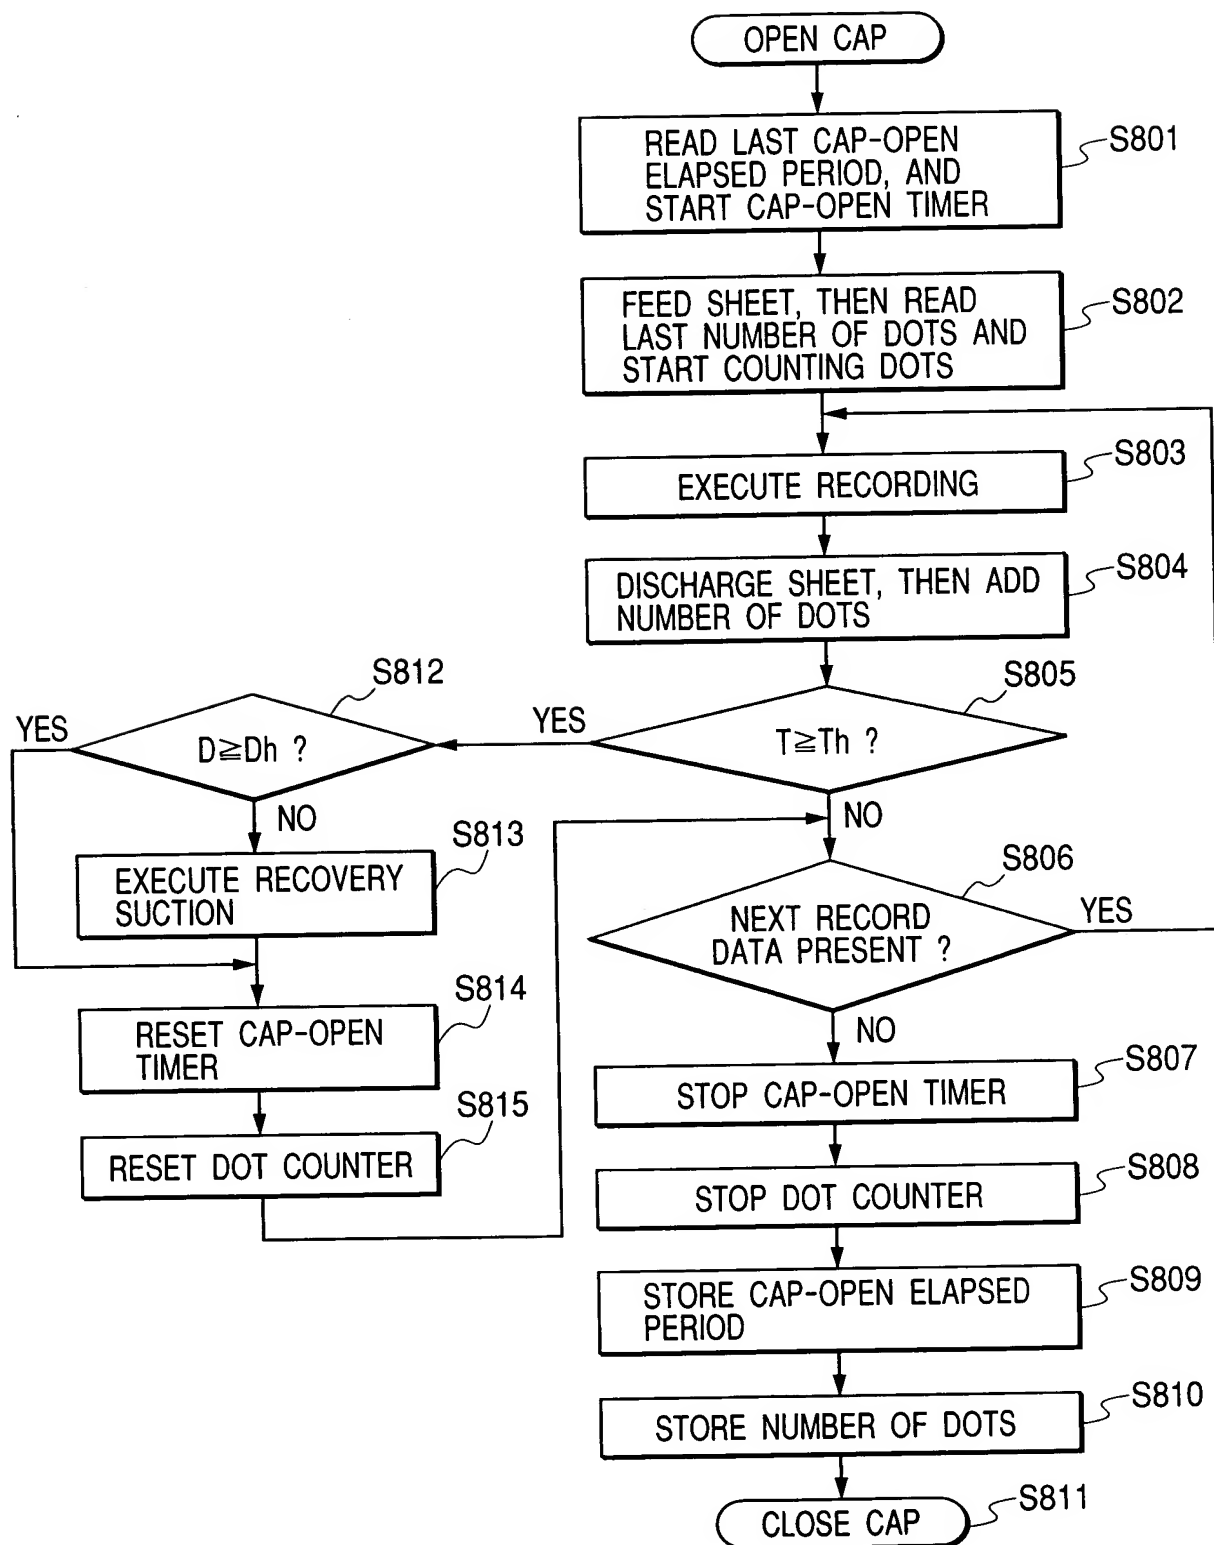 OPEN CAP
READ LAST CAP-OPEN
ELAPSED PERIOD, AND
START CAP-OPEN TIMER
S801
FEED SHEET, THEN READ
LAST NUMBER OF DOTS AND
START COUNTING DOTS
S802
EXECUTE RECORDING
S803
DISCHARGE SHEET, THEN ADD
NUMBER OF DOTS
S804
T≧Th ?
S805
YES
NO
D≧Dh ?
S812
YES
NO
EXECUTE RECOVERY
SUCTION
S813
RESET CAP-OPEN
TIMER
S814
RESET DOT COUNTER
S815
NEXT RECORD
DATA PRESENT ?
S806
YES
NO
STOP CAP-OPEN TIMER
S807
STOP DOT COUNTER
S808
STORE CAP-OPEN ELAPSED
PERIOD
S809
STORE NUMBER OF DOTS
S810
CLOSE CAP
S811